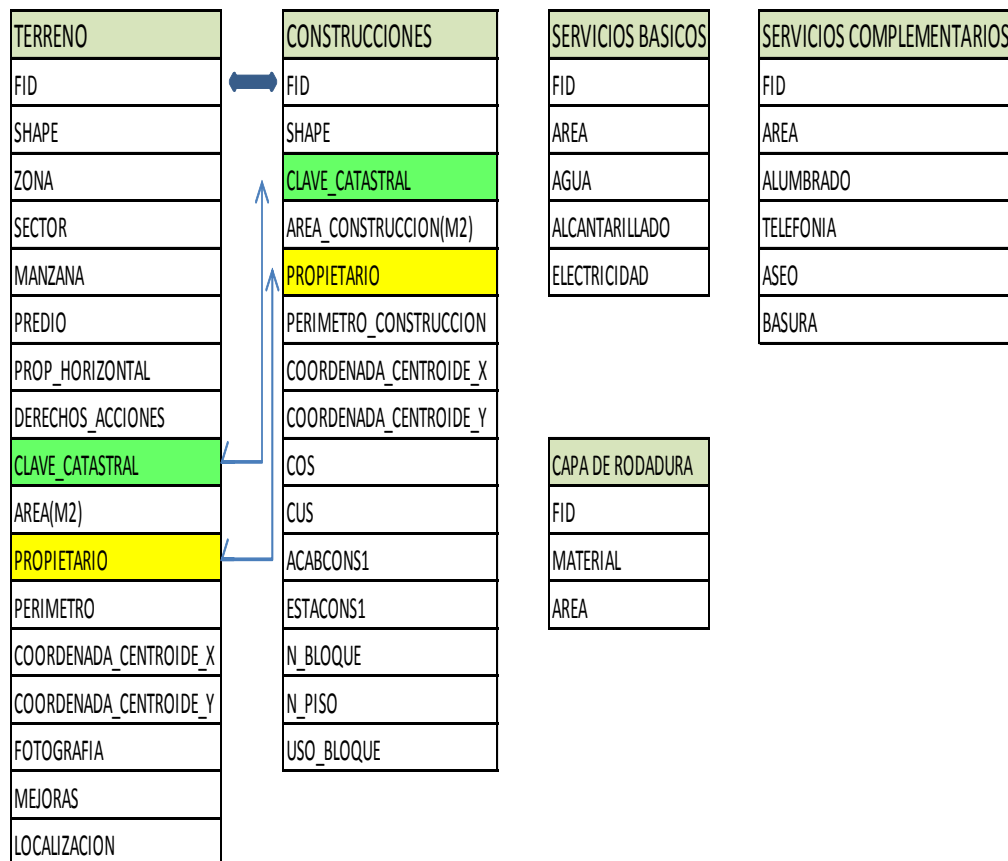 TERRENO
FID
SHAPE
ZONA
SECTOR
MANZANA
PREDIO
PROP_HORIZONTAL
DERECHOS_ACCIONES
CLAVE_CATASTRAL
AREA(M2)
PROPIETARIO
PERIMETRO
COORDENADA_CENTROIDE_X
COORDENADA_CENTROIDE_Y
FOTOGRAFIA
MEJORAS
LOCALIZACION
CONSTRUCCIONES
FID
SHAPE
CLAVE_CATASTRAL
AREA_CONSTRUCCION(M2)
PROPIETARIO
PERIMETRO_CONSTRUCCION
COORDENADA_CENTROIDE_X
COORDENADA_CENTROIDE_Y
COS
CUS
ACABCONS1
ESTACONS1
N_BLOQUE
N_PISO
USO_BLOQUE
SERVICIOS BASICOS
FID
AREA
AGUA
ALCANTARILLADO
ELECTRICIDAD
CAPA DE RODADURA
FID
MATERIAL
AREA
SERVICIOS COMPLEMENTARIOS
FID
AREA
ALUMBRADO
TELEFONIA
ASEO
BASURA